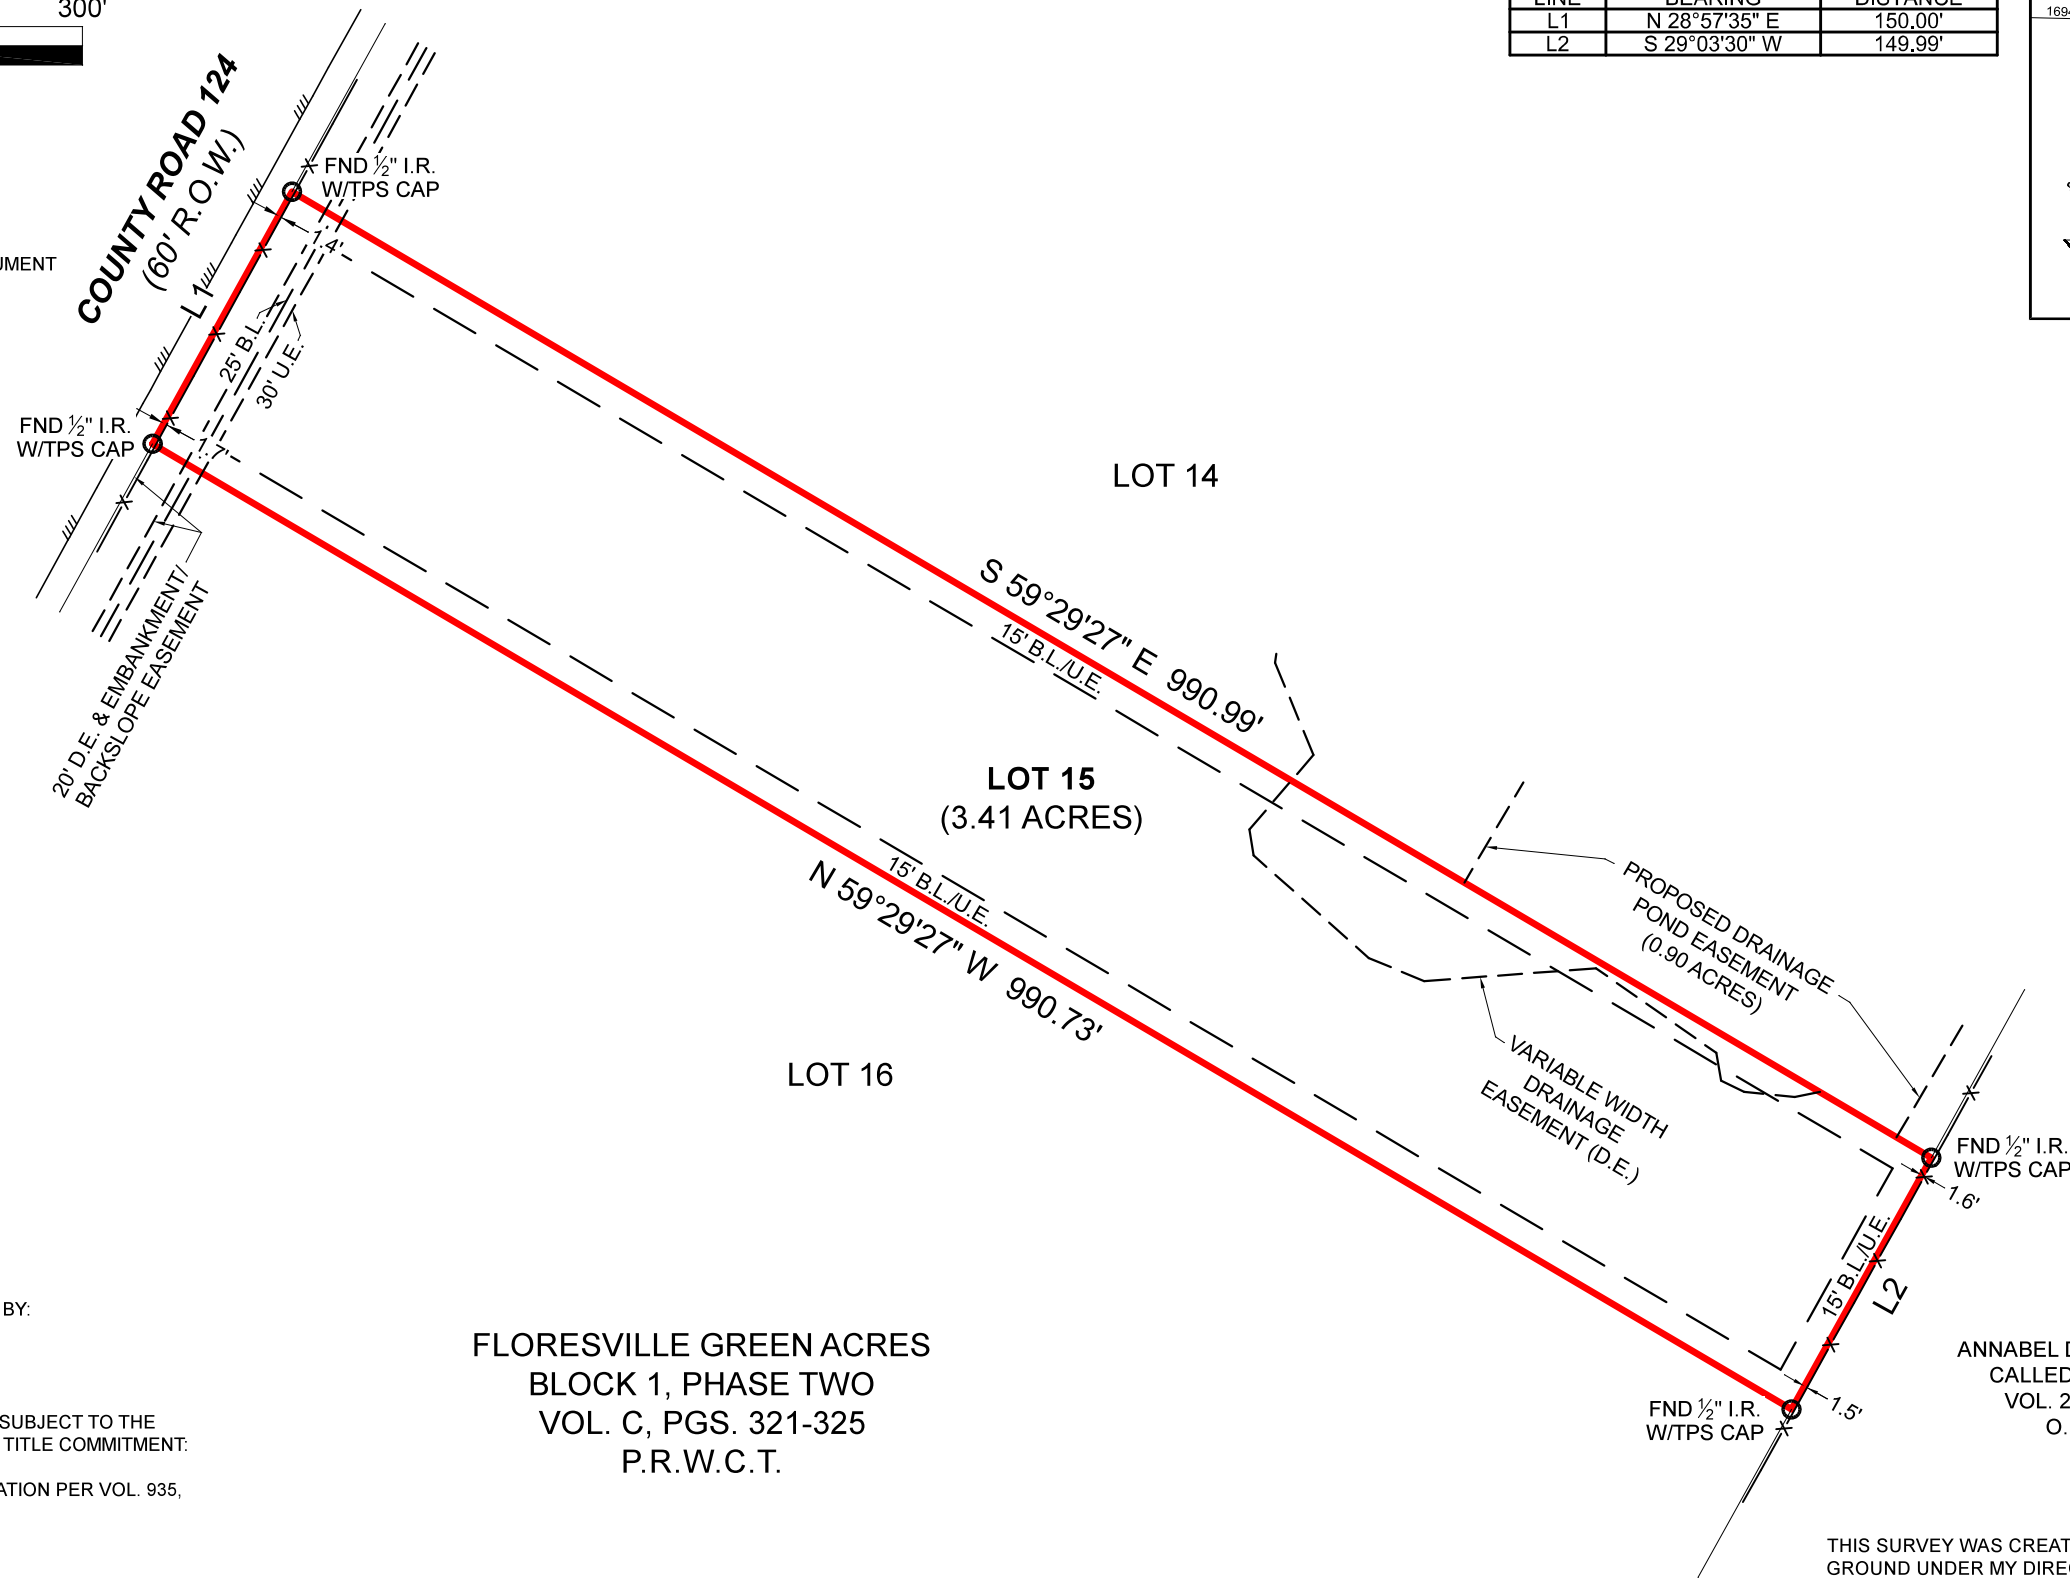 300'
LINE BEARING DISTANCE
L1 N 28°57'35" E 150.00'
L2 S 29°03'30" W 149.99'
COUNTY ROAD 124
(60' R.O.W.)
FND ½" I.R.
W/TPS CAP
1.4'
L1
25' B.L.
30' U.E.
FND ½" I.R.
W/TPS CAP
1.7'
20' D.E. & EMBANKMENT/
BACKSLOPE EASEMENT
LOT 14
S 59°29'27" E 990.99'
15' B.L./U.E.
LOT 15
(3.41 ACRES)
15' B.L./U.E.
N 59°29'27" W 990.73'
LOT 16
PROPOSED DRAINAGE
POND EASEMENT
(0.90 ACRES)
VARIABLE WIDTH
DRAINAGE
EASEMENT (D.E.)
FND ½" I.R.
W/TPS CAP
1.6'
15' B.L./U.E.
L2
1.5'
FND ½" I.R.
W/TPS CAP
BY:
FLORESVILLE GREEN ACRES
BLOCK 1, PHASE TWO
VOL. C, PGS. 321-325
P.R.W.C.T.
SUBJECT TO THE
TITLE COMMITMENT:
PER VOL. 935,
ANNABEL
CALLED
VOL. 2
O.
THIS SURVEY WAS
GROUND UNDER MY